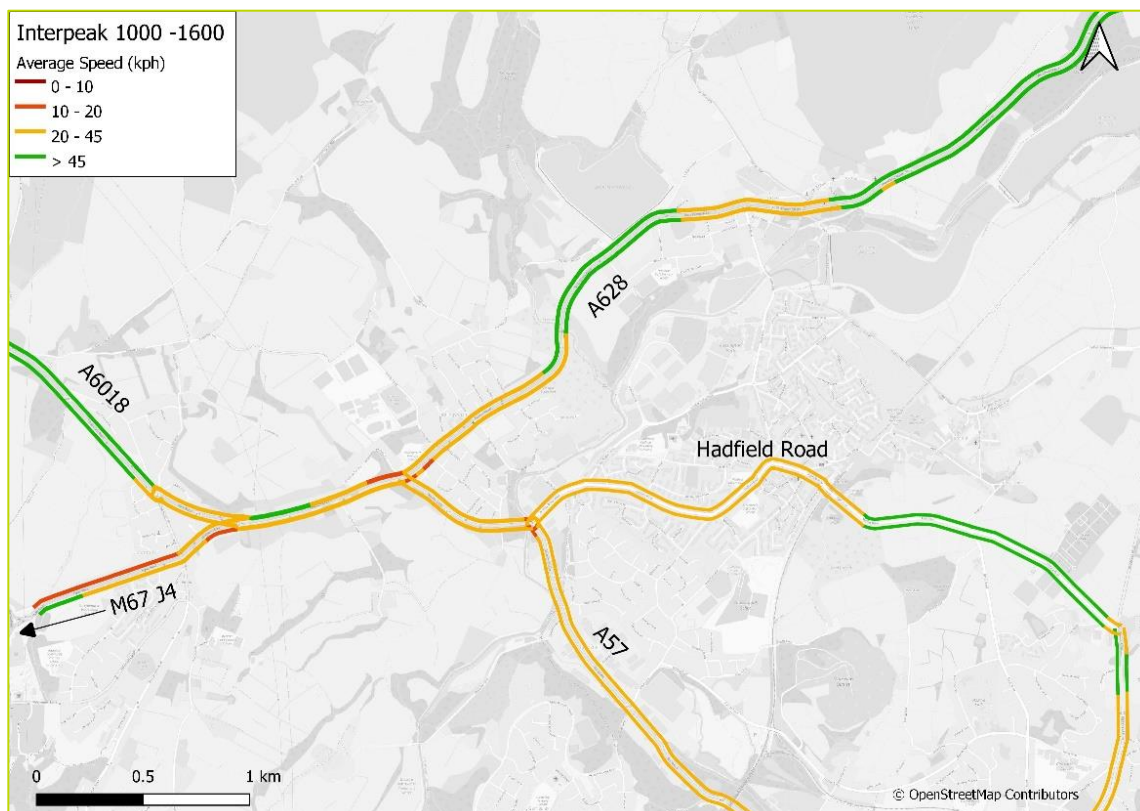 Interpeak 1000 -1600
Average Speed (kph)
0 - 10
10 - 20
20 - 45
> 45
A628
A6018
Hadfield Road
M67 J4
A57
0 0.5 1 km
© OpenStreetMap Contributors